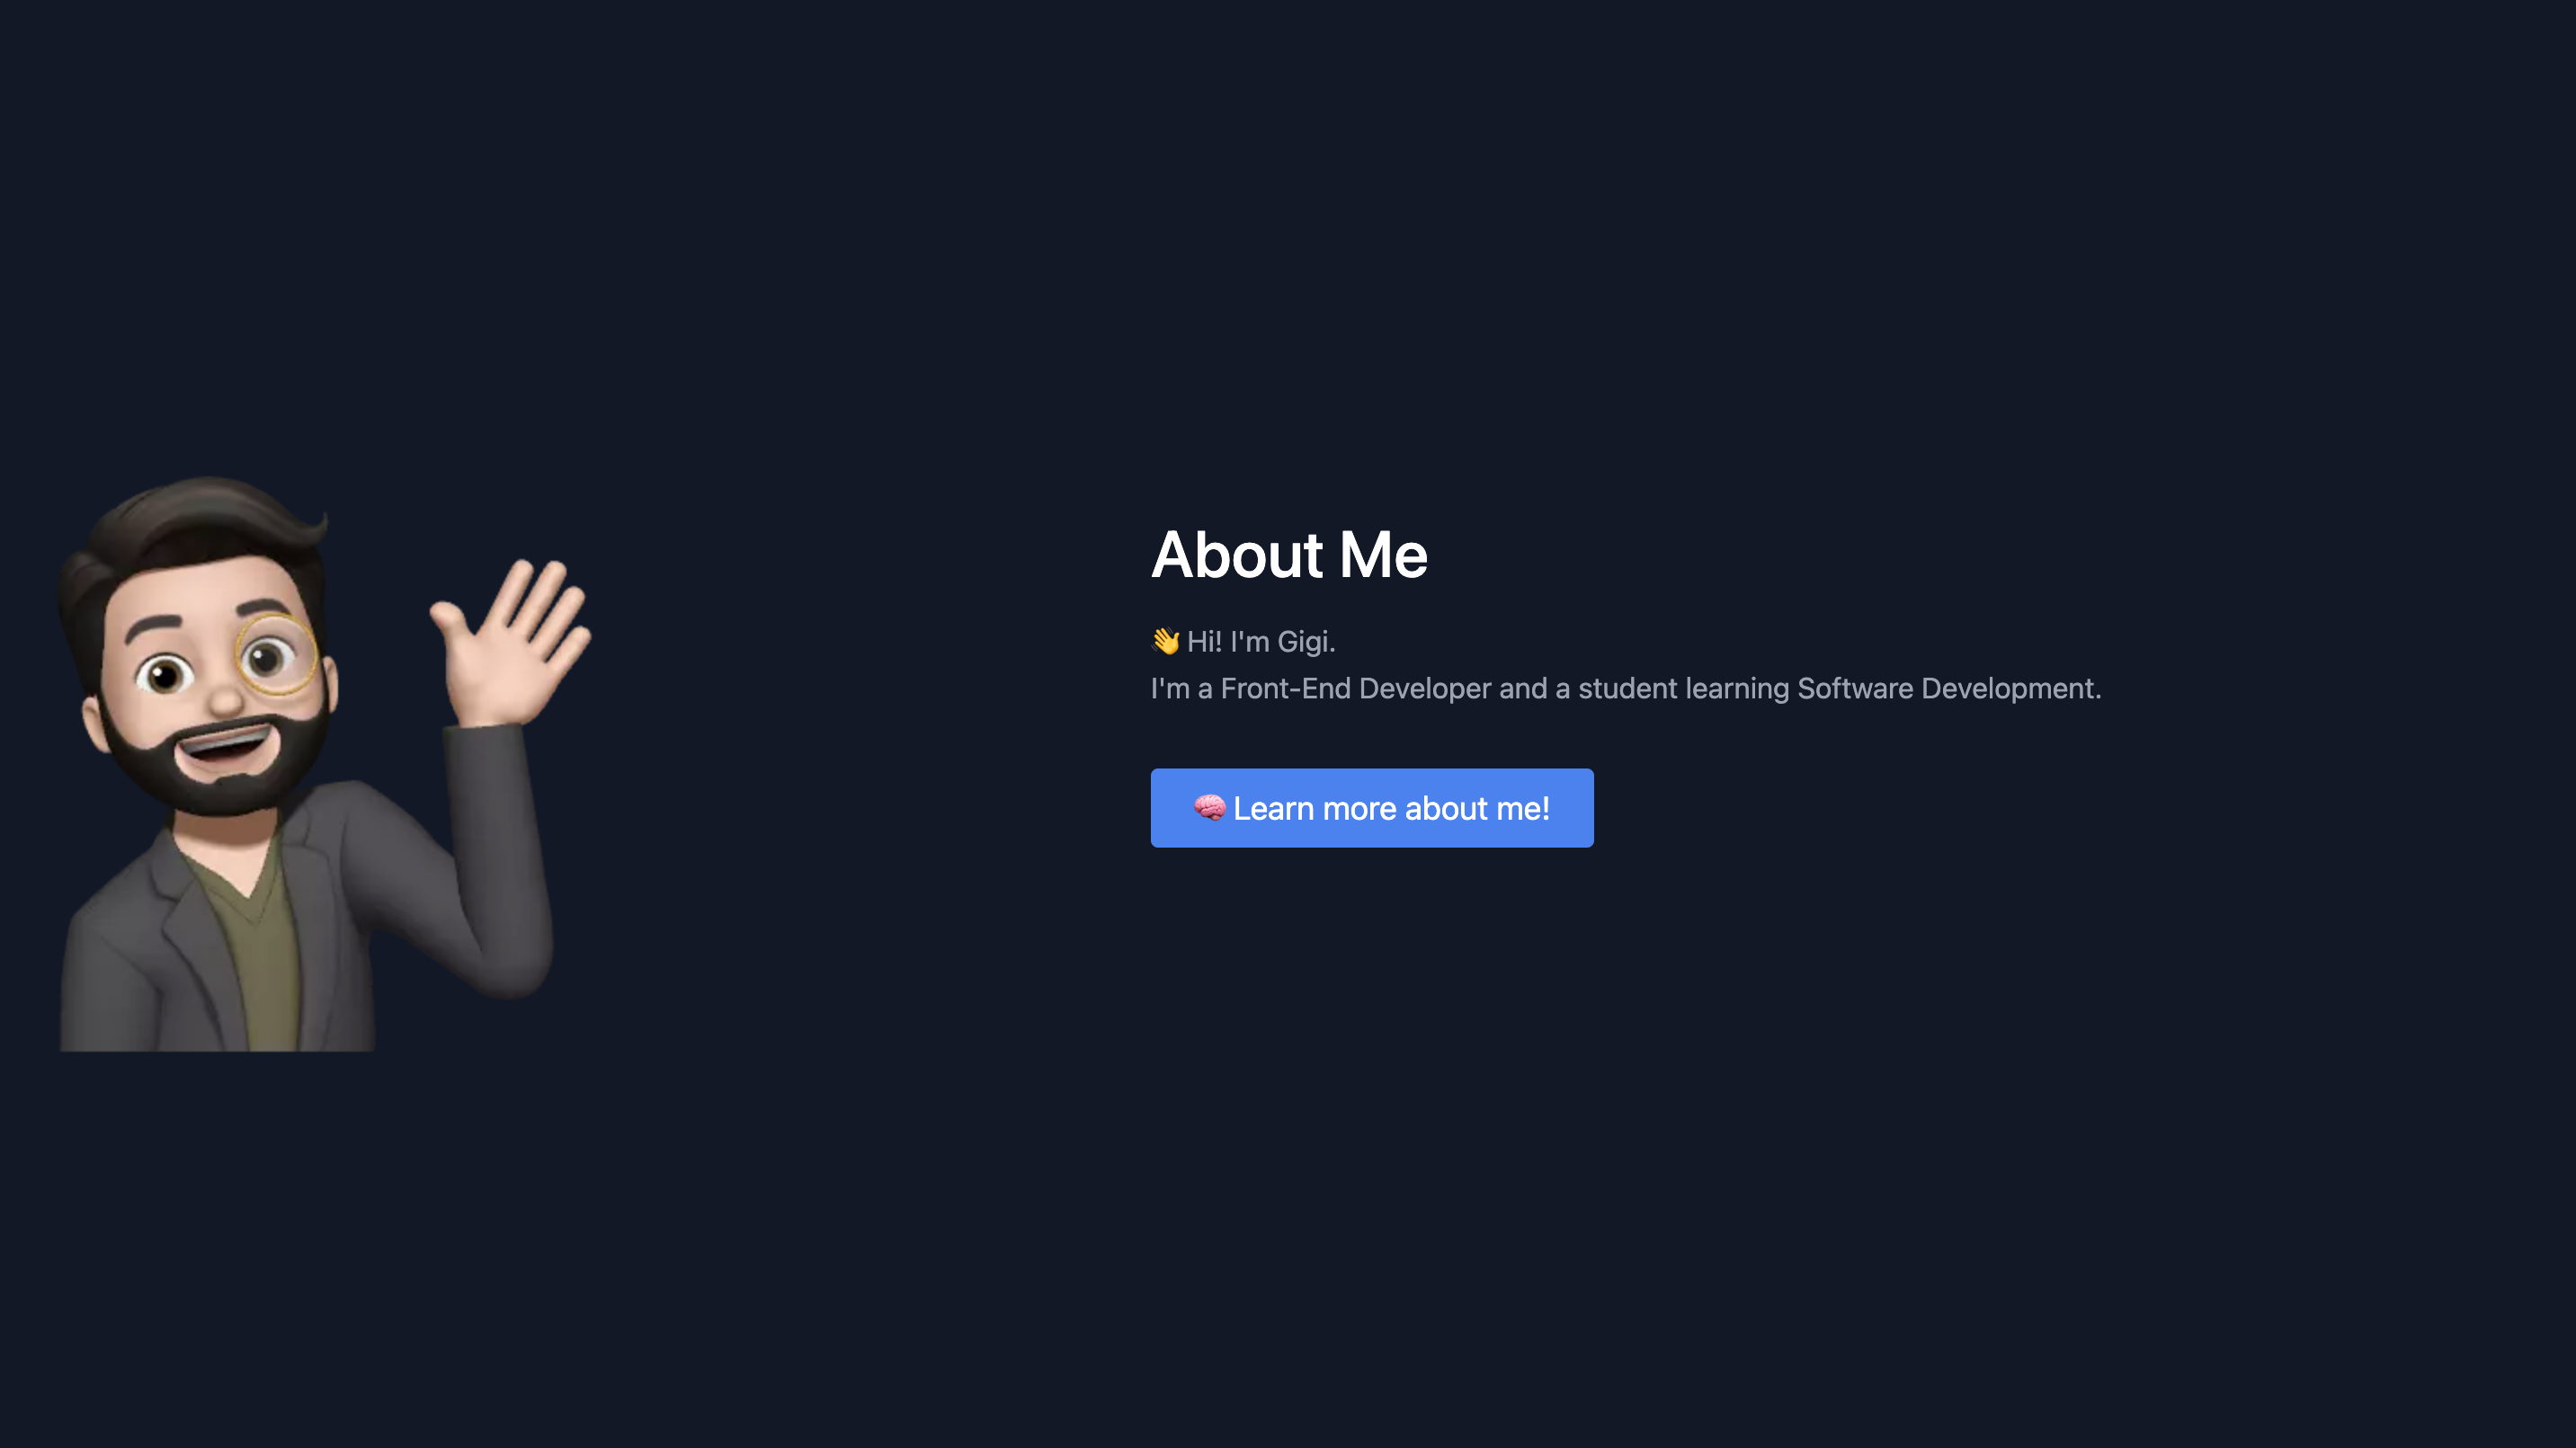 About Me
👋 Hi! I'm Gigi.
I'm a Front-End Developer and a student learning Software Development.
🧠 Learn more about me!